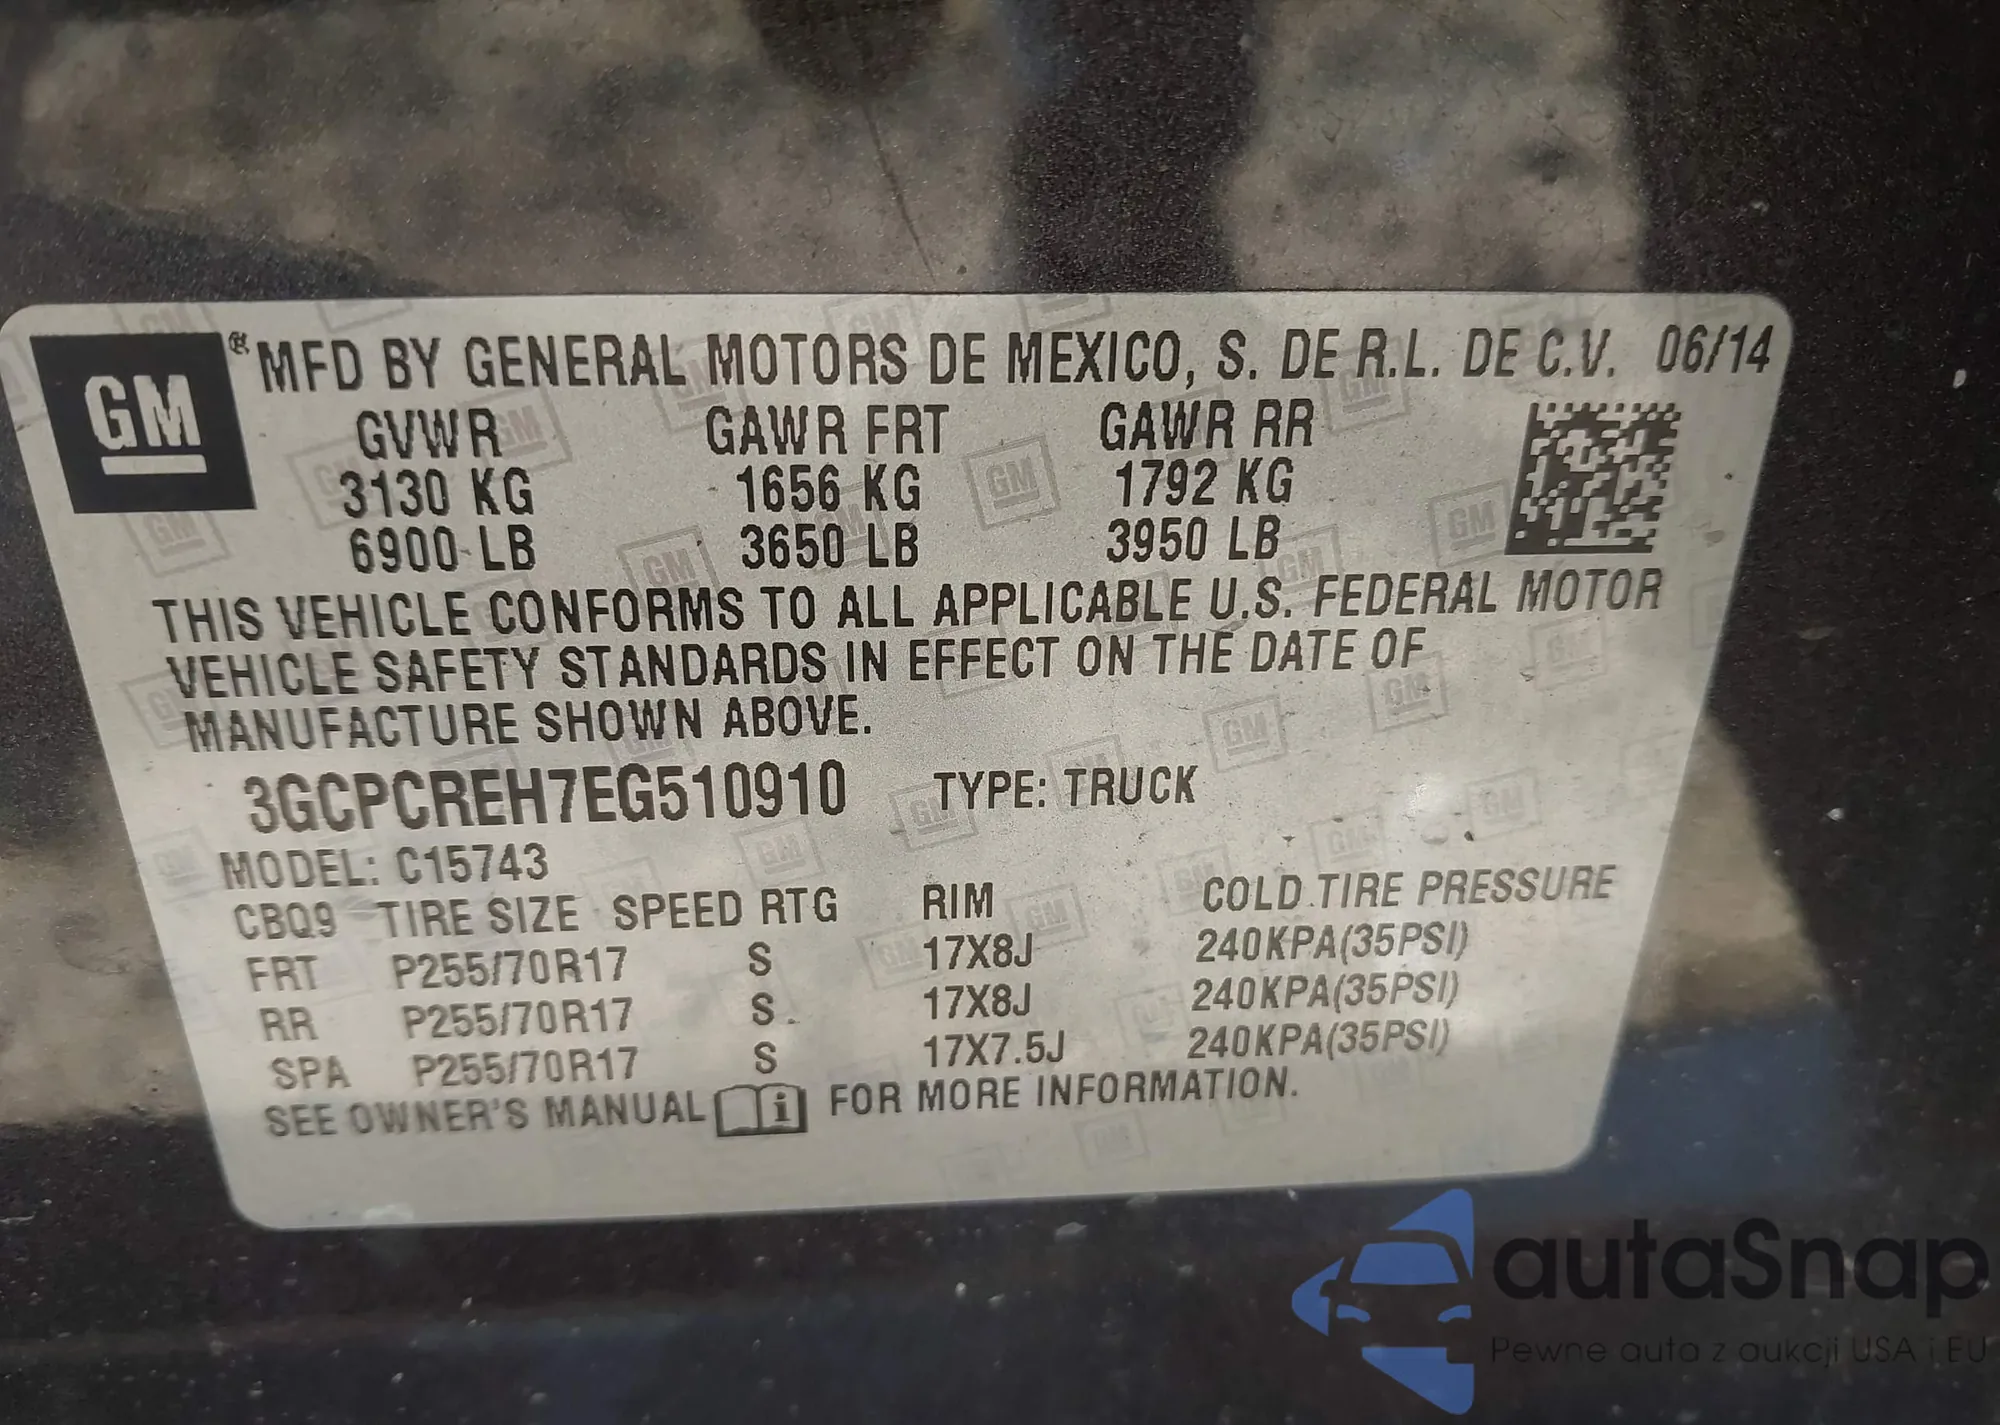 GM
® MFD BY GENERAL MOTORS DE MEXICO, S. DE R.L. DE C.V. 06/14
GVWR GAWR FRT GAWR RR
3130 KG 1656 KG 1792 KG
6900 LB 3650 LB 3950 LB
THIS VEHICLE CONFORMS TO ALL APPLICABLE U.S. FEDERAL MOTOR
VEHICLE SAFETY STANDARDS IN EFFECT ON THE DATE OF
MANUFACTURE SHOWN ABOVE.
3GCPCREH7EG510910 TYPE: TRUCK
MODEL: C15743
CBQ9 TIRE SIZE SPEED RTG RIM COLD TIRE PRESSURE
FRT P255/70R17 S 17X8J 240KPA(35PSI)
RR P255/70R17 S 17X8J 240KPA(35PSI)
SPA P255/70R17 S 17X7.5J 240KPA(35PSI)
SEE OWNER'S MANUAL i FOR MORE INFORMATION.
autaSnap
Pewne auta z aukcji USA i EU